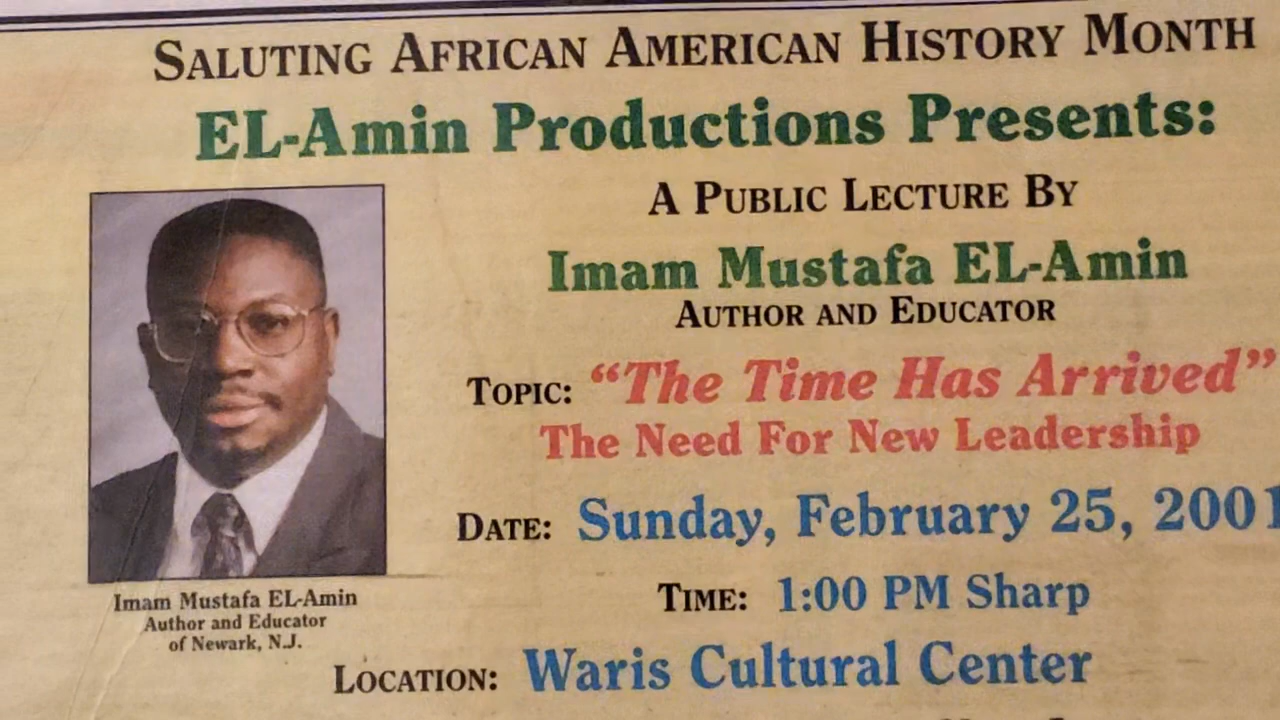 SALUTING AFRICAN AMERICAN HISTORY MONTH
EL-Amin Productions Presents:
A PUBLIC LECTURE BY
Imam Mustafa EL-Amin
AUTHOR AND EDUCATOR
TOPIC: “The Time Has Arrived”
The Need For New Leadership
DATE: Sunday, February 25, 2001
TIME: 1:00 PM Sharp
Imam Mustafa EL-Amin
Author and Educator
of Newark, N.J.
LOCATION: Waris Cultural Center